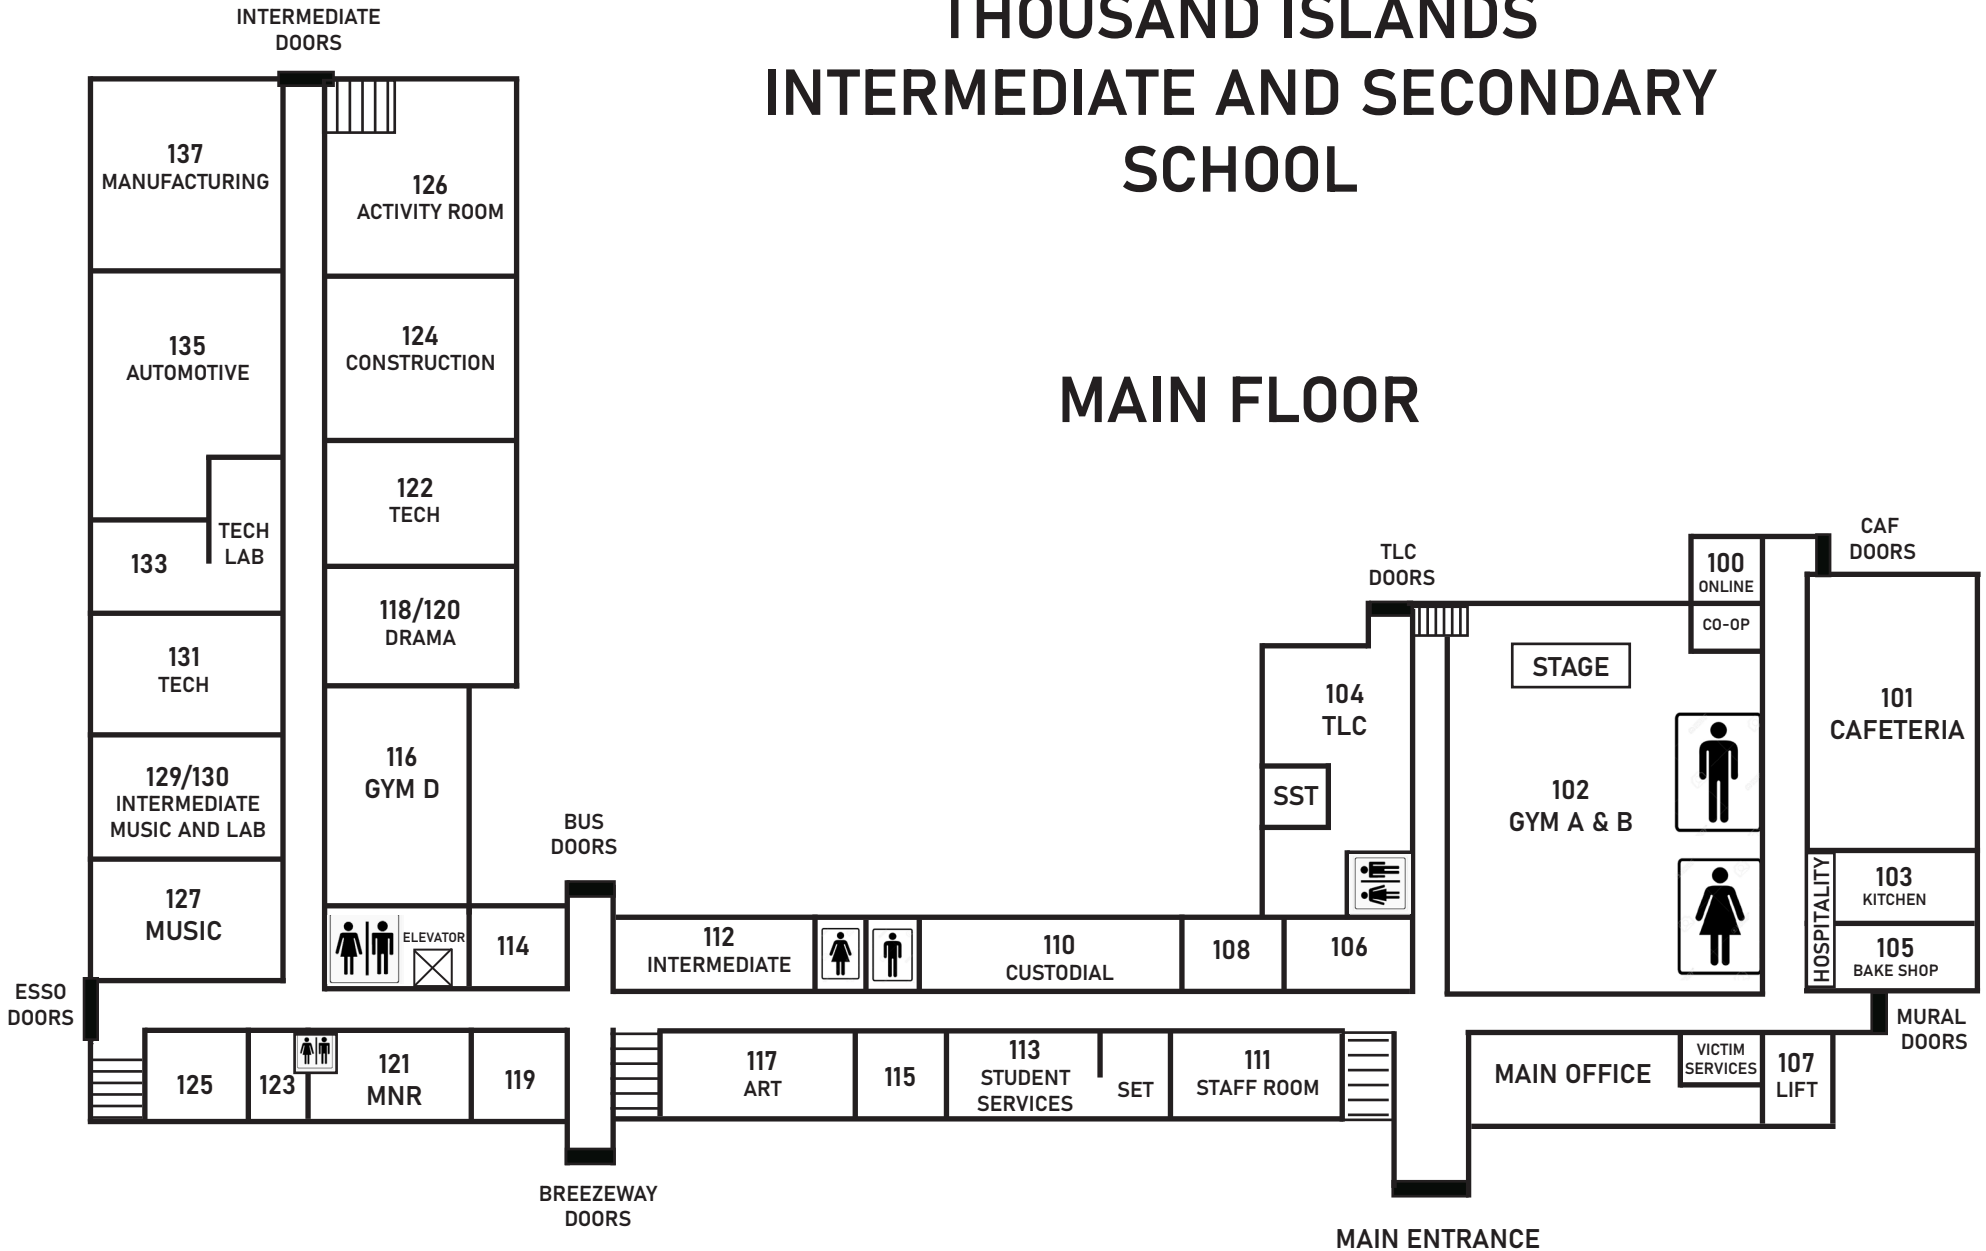 INTERMEDIATE
DOORS
THOUSAND ISLANDS
INTERMEDIATE AND SECONDARY
SCHOOL
MAIN FLOOR
137
MANUFACTURING
126
ACTIVITY ROOM
135
AUTOMOTIVE
124
CONSTRUCTION
122
TECH
TECH
LAB
133
118/120
DRAMA
131
TECH
116
GYM D
129/130
INTERMEDIATE
MUSIC AND LAB
127
MUSIC
ELEVATOR
114
BUS
DOORS
112
INTERMEDIATE
110
CUSTODIAL
108
106
TLC
DOORS
104
TLC
SST
STAGE
102
GYM A & B
100
ONLINE
CO-OP
CAF
DOORS
101
CAFETERIA
HOSPITALITY
103
KITCHEN
105
BAKE SHOP
ESSO
DOORS
MURAL
DOORS
125
123
121
MNR
119
117
ART
115
113
STUDENT
SERVICES
SET
111
STAFF ROOM
MAIN OFFICE
VICTIM
SERVICES
107
LIFT
BREEZEWAY
DOORS
MAIN ENTRANCE